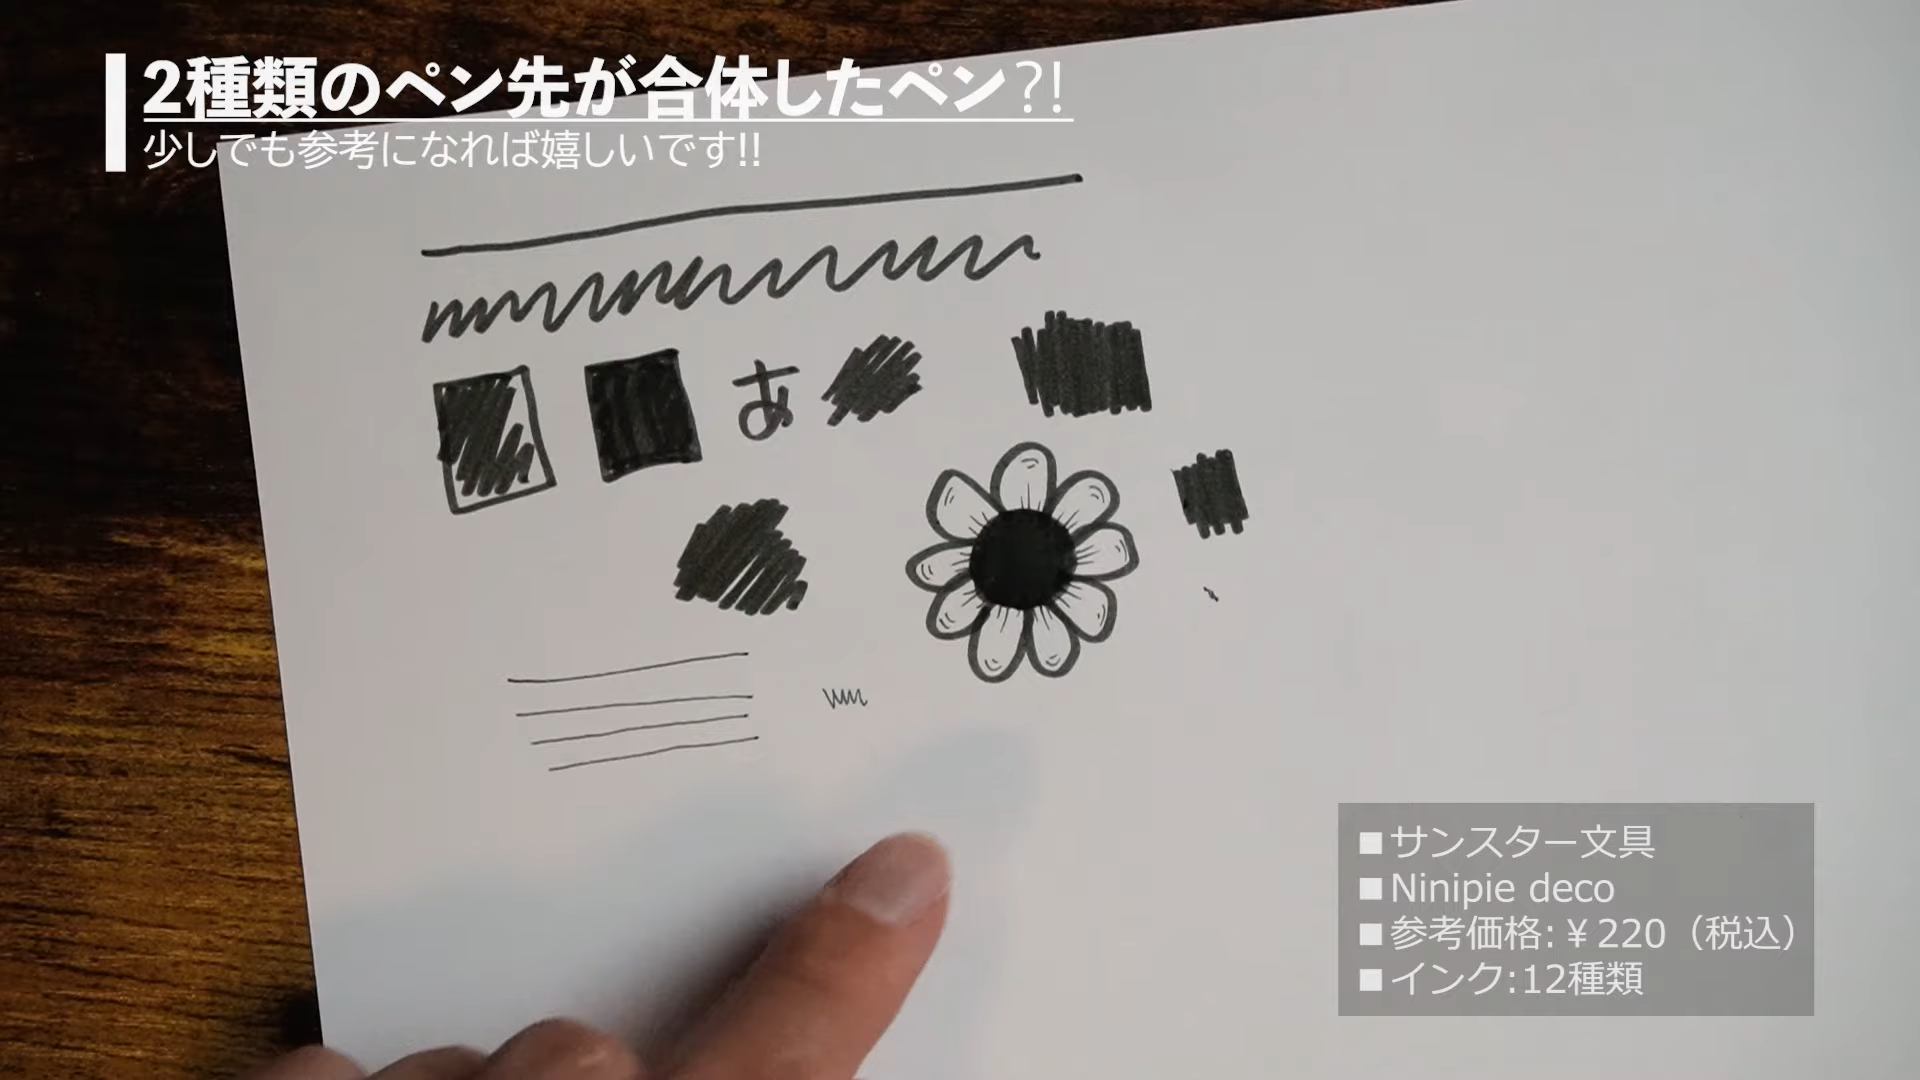 2種類のペン先が合体したペン?!
少しでも参考になれば嬉しいです!!
あ
■サンスター文具
■Ninipie deco
■参考価格:￥220（税込）
■インク:12種類